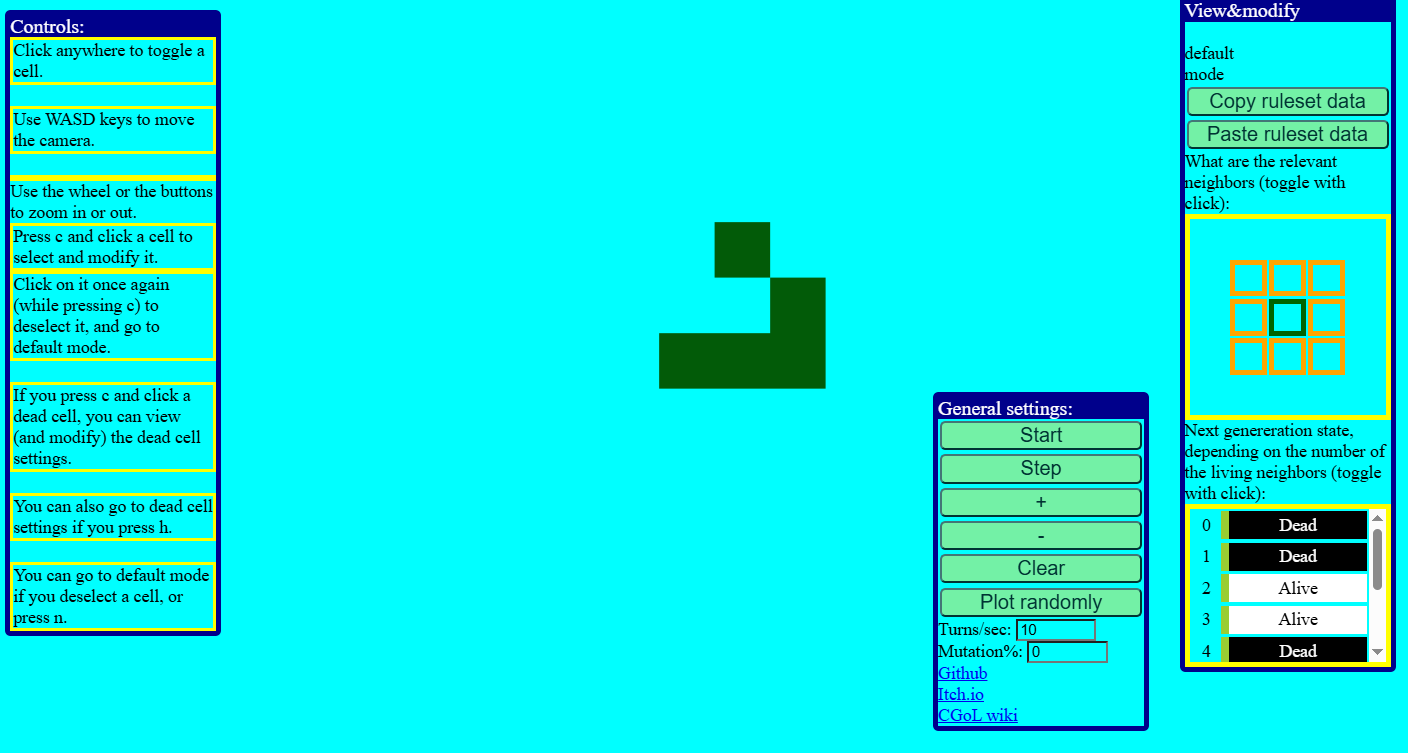 Controls:
Click anywhere to toggle a
cell.
Use WASD keys to move
the camera.
Use the wheel or the buttons
to zoom in or out.
Press c and click a cell to
select and modify it.
Click on it once again
(while pressing c) to
deselect it, and go to
default mode.
If you press c and click a
dead cell, you can view
(and modify) the dead cell
settings.
You can also go to dead cell
settings if you press h.
You can go to default mode
if you deselect a cell, or
press n.
General settings:
Start
Step
+
-
Clear
Plot randomly
Turns/sec: 10
Mutation%: 0
Github
Itch.io
CGoL wiki
View&modify
default
mode
Copy ruleset data
Paste ruleset data
What are the relevant
neighbors (toggle with
click):
Next genereration state,
depending on the number of
the living neighbors (toggle
with click):
0 Dead
1 Dead
2 Alive
3 Alive
4 Dead